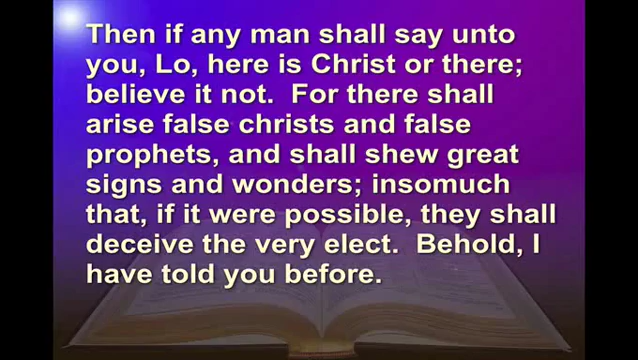 Then if any man shall say unto
you, Lo, here is Christ or there;
believe it not.  For there shall
arise false christs and false
prophets, and shall shew great
signs and wonders; insomuch
that, if it were possible, they shall
deceive the very elect.  Behold, I
have told you before.